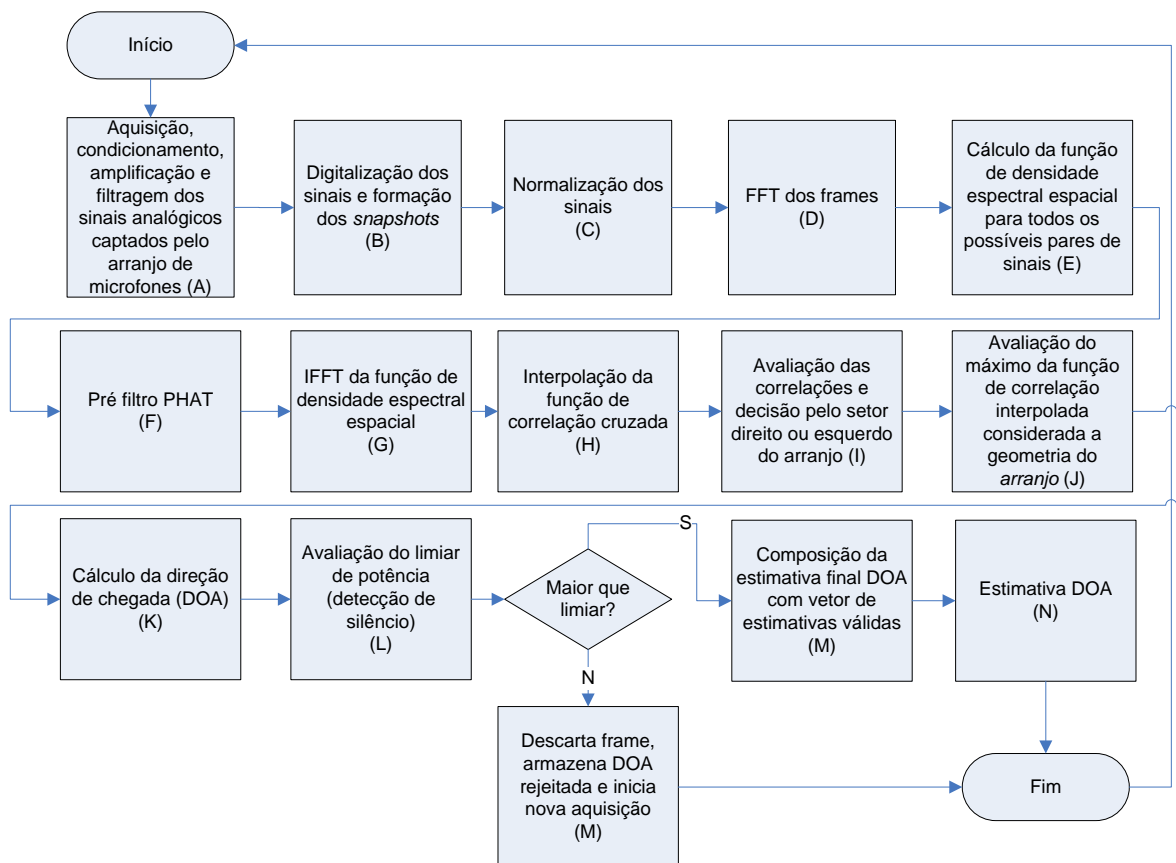 Início
Aquisição,
condicionamento,
amplificação e
filtragem dos
sinais analógicos
captados pelo
arranjo de
microfones (A)
Digitalização dos
sinais e formação
dos snapshots
(B)
Normalização dos
sinais
(C)
FFT dos frames
(D)
Cálculo da função
de densidade
espectral espacial
para todos os
possíveis pares de
sinais (E)
Pré filtro PHAT
(F)
IFFT da função de
densidade espectral
espacial
(G)
Interpolação da
função de
correlação cruzada
(H)
Avaliação das
correlações e
decisão pelo setor
direito ou esquerdo
do arranjo (I)
Avaliação do
máximo da função
de correlação
interpolada
considerada a
geometria do
arranjo (J)
Cálculo da direção
de chegada (DOA)
(K)
Avaliação do limiar
de potência
(detecção de
silêncio)
(L)
Maior que
limiar?
S
Composição da
estimativa final DOA
com vetor de
estimativas válidas
(M)
Estimativa DOA
(N)
N
Descarta frame,
armazena DOA
rejeitada e inicia
nova aquisição
(M)
Fim